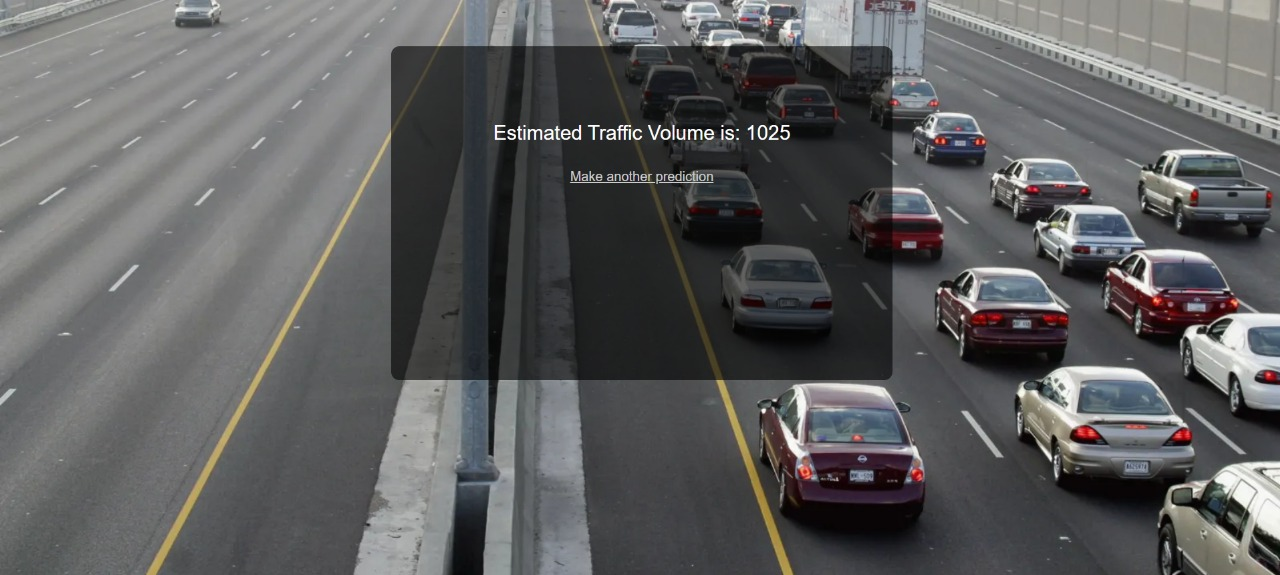 Estimated Traffic Volume is: 1025
Make another prediction